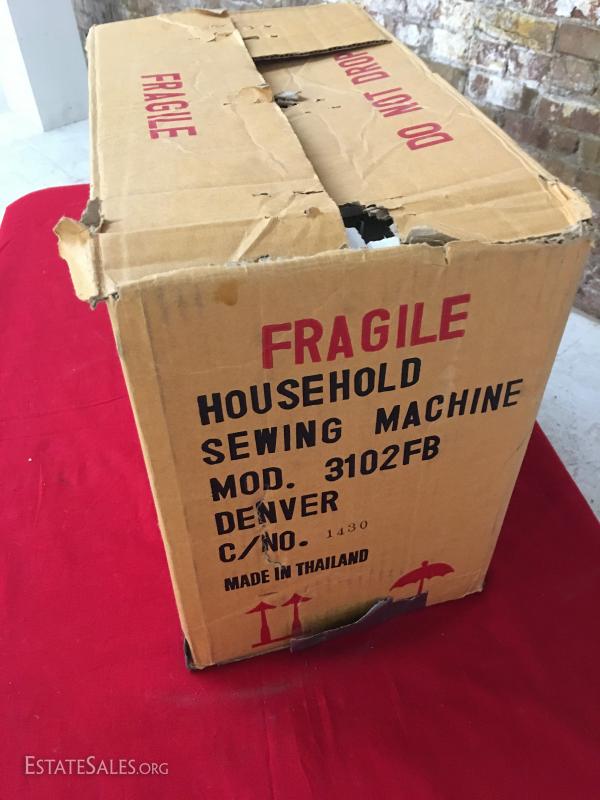 FRAGILE
DO NOT DROP
FRAGILE
HOUSEHOLD
SEWING MACHINE
MOD. 3102FB
DENVER
C/NO. 1430
MADE IN THAILAND
ESTATESALES.ORG